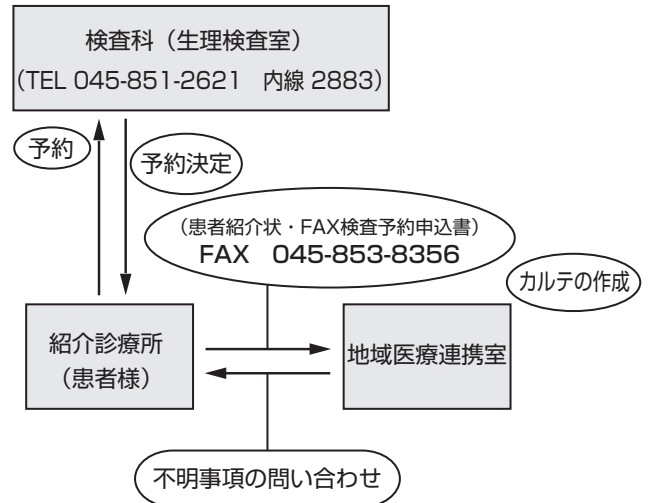 検査科（生理検査室）
（TEL 045-851-2621　内線 2883）
予約
予約決定
（患者紹介状・FAX検査予約申込書）
FAX　045-853-8356
カルテの作成
紹介診療所
（患者様）
地域医療連携室
不明事項の問い合わせ